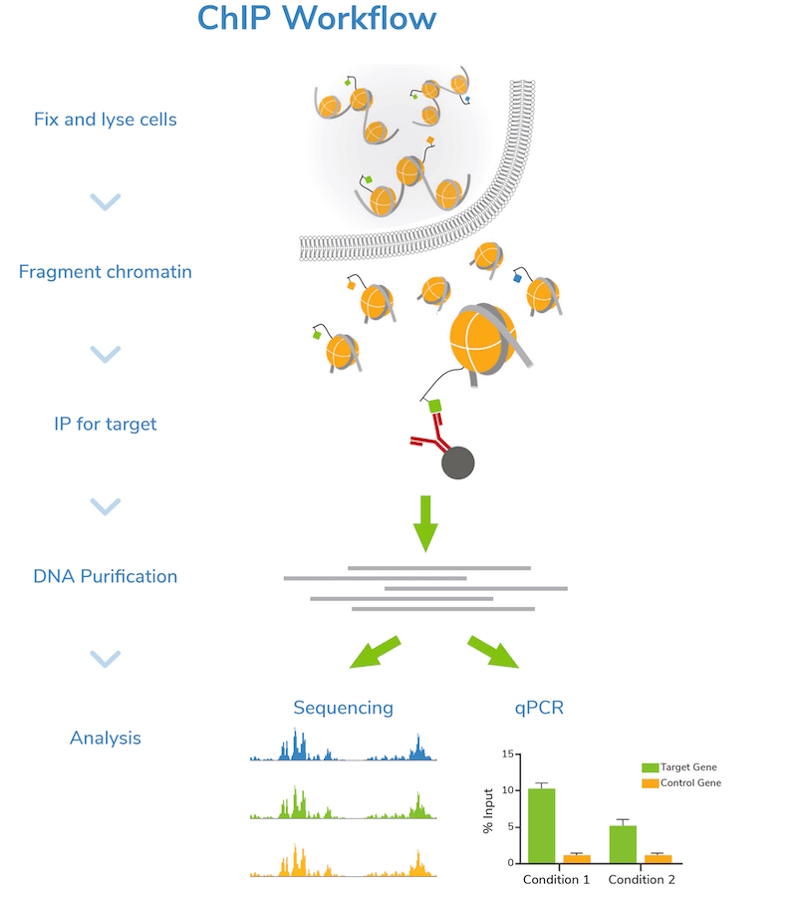 ChIP Workflow
Fix and lyse cells
Fragment chromatin
IP for target
DNA Purification
Analysis
Sequencing
qPCR
% Input
15
10
5
0
Target Gene
Control Gene
Condition 1
Condition 2